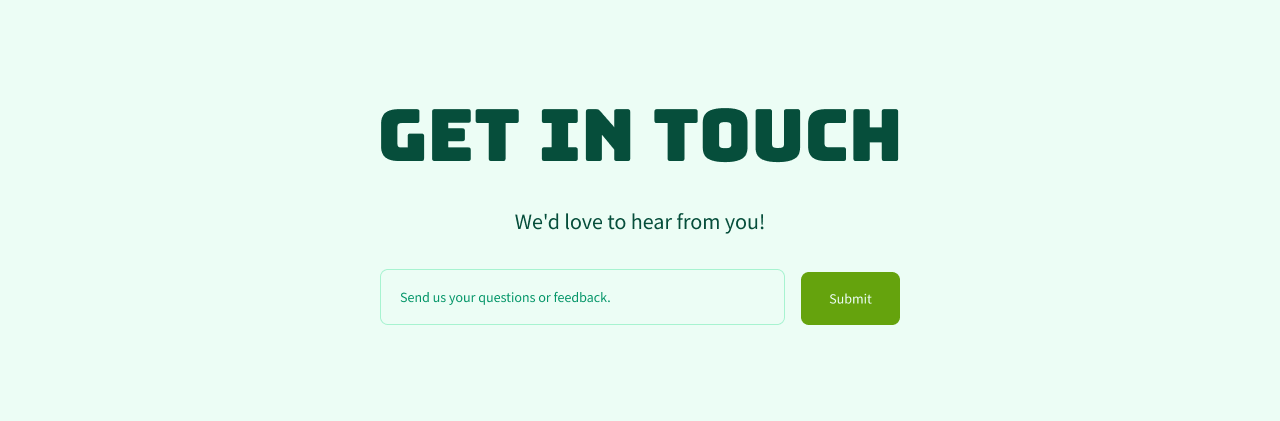 GET IN TOUCH
We'd love to hear from you!
Send us your questions or feedback.
Submit